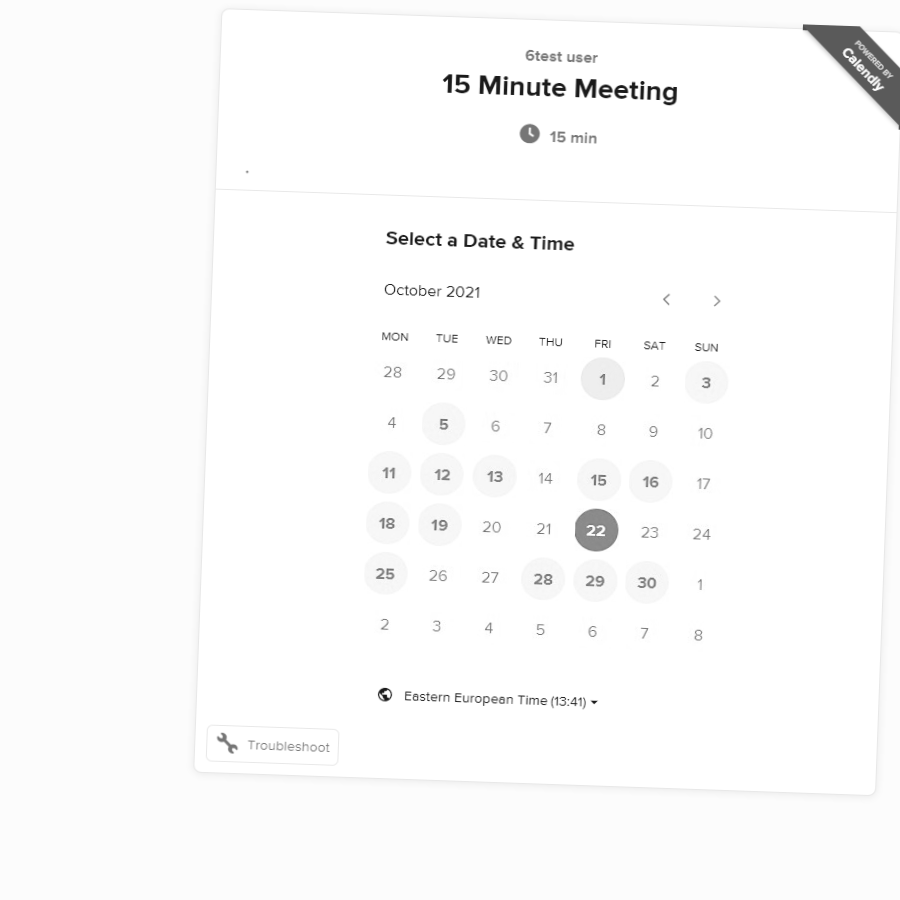 POWERED BY
Calendly
6test user
15 Minute Meeting
15 min
.
Select a Date & Time
October 2021
MON TUE WED THU FRI SAT SUN
28 29 30 31 1 2 3
4 5 6 7 8 9 10
11 12 13 14 15 16 17
18 19 20 21 22 23 24
25 26 27 28 29 30 1
2 3 4 5 6 7 8
Eastern European Time (13:41)
Troubleshoot